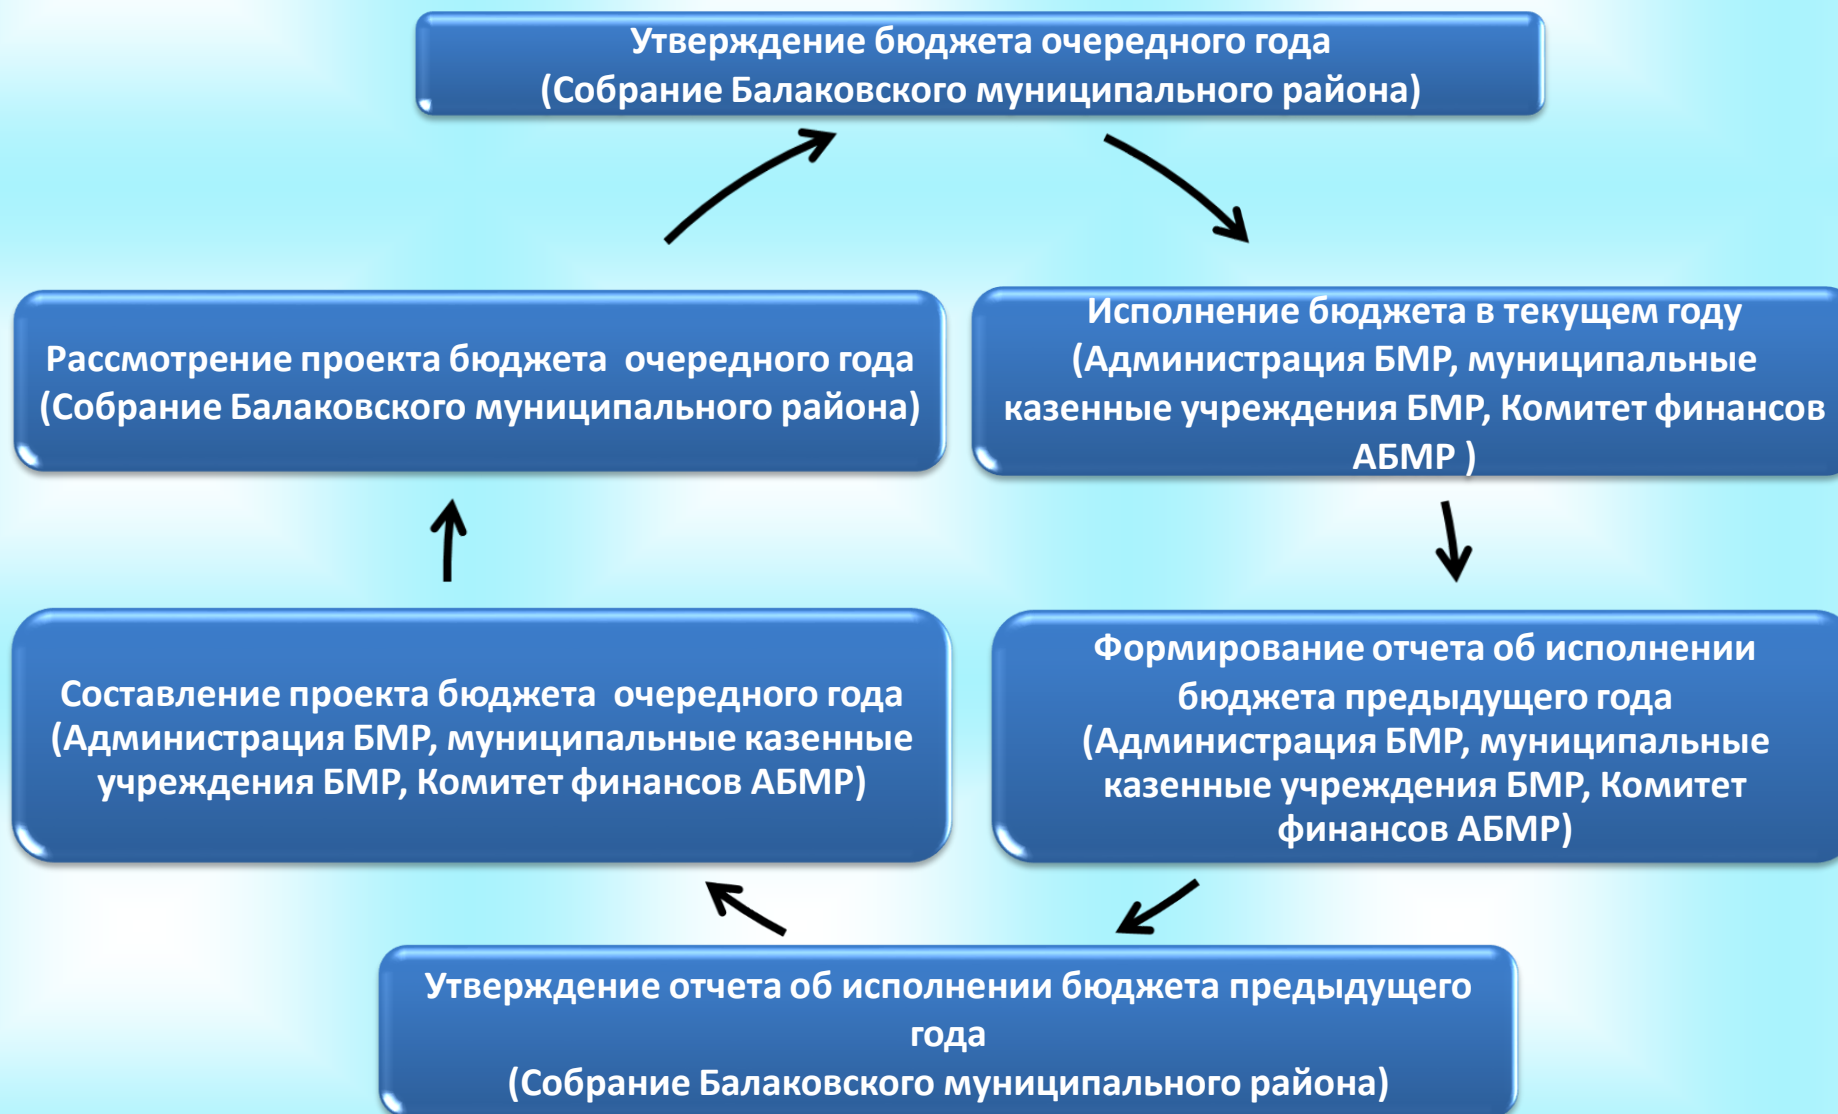 Утверждение бюджета очередного года
(Собрание Балаковского муниципального района)
Рассмотрение проекта бюджета очередного года
(Собрание Балаковского муниципального района)
Исполнение бюджета в текущем году
(Администрация БМР, муниципальные
казенные учреждения БМР, Комитет финансов
АБМР )
Составление проекта бюджета очередного года
(Администрация БМР, муниципальные казенные
учреждения БМР, Комитет финансов АБМР)
Формирование отчета об исполнении
бюджета предыдущего года
(Администрация БМР, муниципальные
казенные учреждения БМР, Комитет
финансов АБМР)
Утверждение отчета об исполнении бюджета предыдущего
года
(Собрание Балаковского муниципального района)